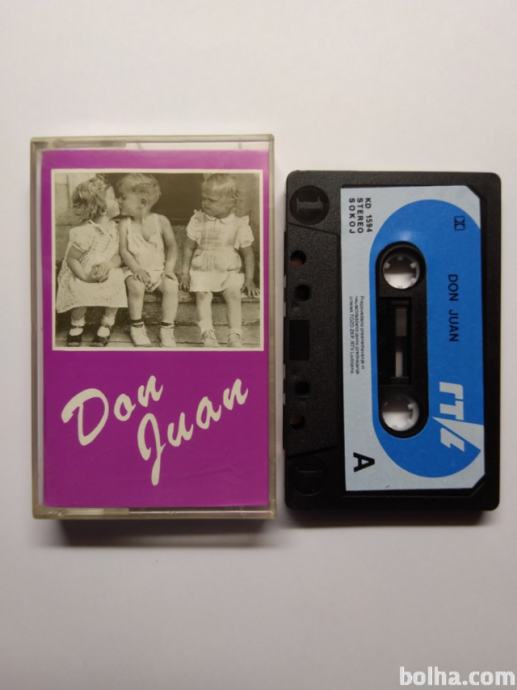 Don
Juan
1
KD 1594
STEREO
SOKOJ
DON JUAN
A
bolha.com